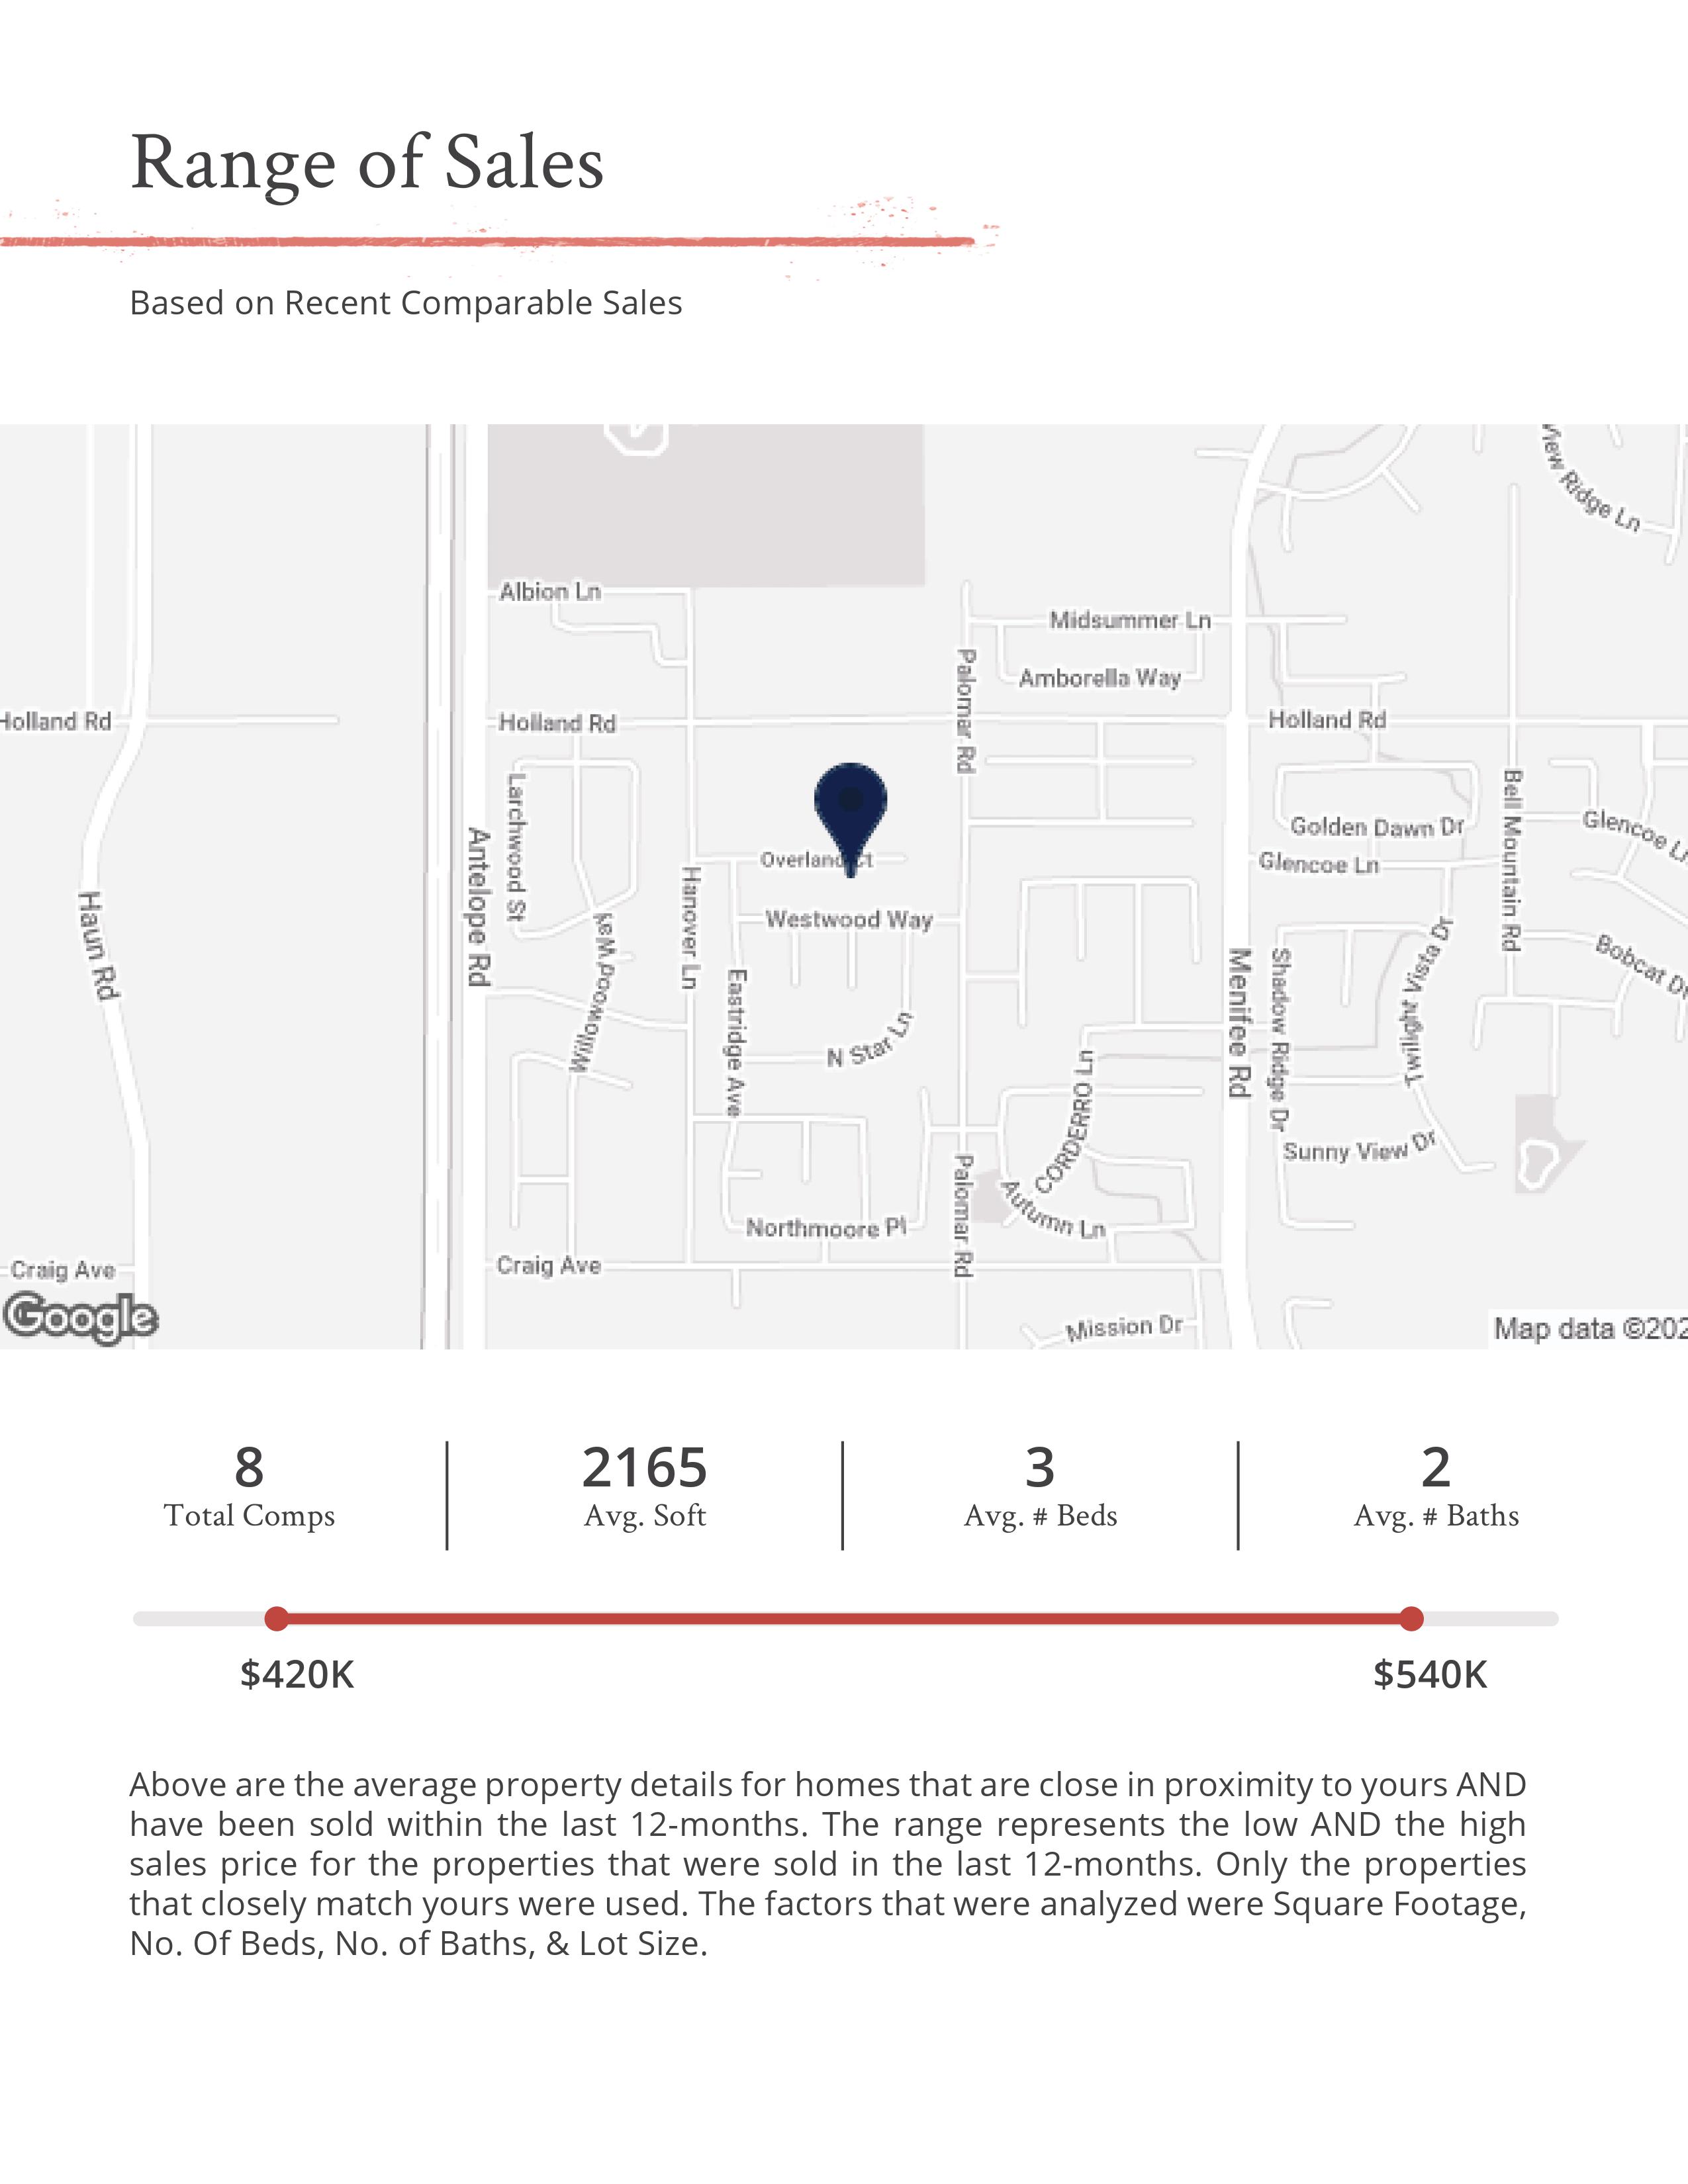 Range of Sales
Based on Recent Comparable Sales
View Ridge Ln
Albion Ln
Midsummer Ln
Palomar Rd
Amborella Way
Holland Rd
Holland Rd
Holland Rd
Larchwood St
Antelope Rd
Bell Mountain Rd
Golden Dawn Dr
Glencoe Ln
Overland Ct
Glencoe Ln
Hanover Ln
Haun Rd
Westwood Way
Willowood Way
Eastridge Ave
Menifee Rd
Shadow Ridge Dr
Twilight Vista Dr
Bobcat Dr
N Star Ln
CORDERRO Ln
Sunny View Dr
Palomar Rd
Autumn Ln
Northmoore Pl
Craig Ave
Craig Ave
Google
Mission Dr
Map data ©202
8
Total Comps
2165
Avg. Soft
3
Avg. # Beds
2
Avg. # Baths
$420K
$540K
Above are the average property details for homes that are close in proximity to yours AND
have been sold within the last 12-months. The range represents the low AND the high
sales price for the properties that were sold in the last 12-months. Only the properties
that closely match yours were used. The factors that were analyzed were Square Footage,
No. Of Beds, No. of Baths, & Lot Size.